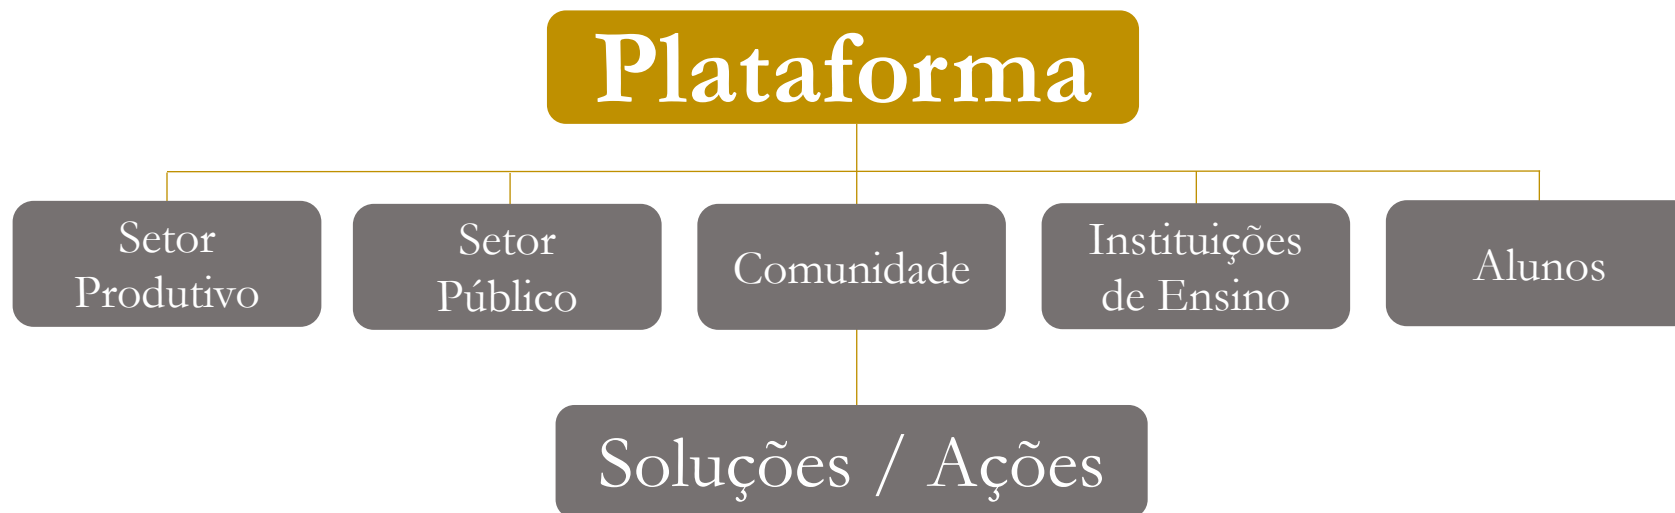 Plataforma
Setor
Produtivo
Setor
Público
Comunidade
Instituições
de Ensino
Alunos
Soluções / Ações